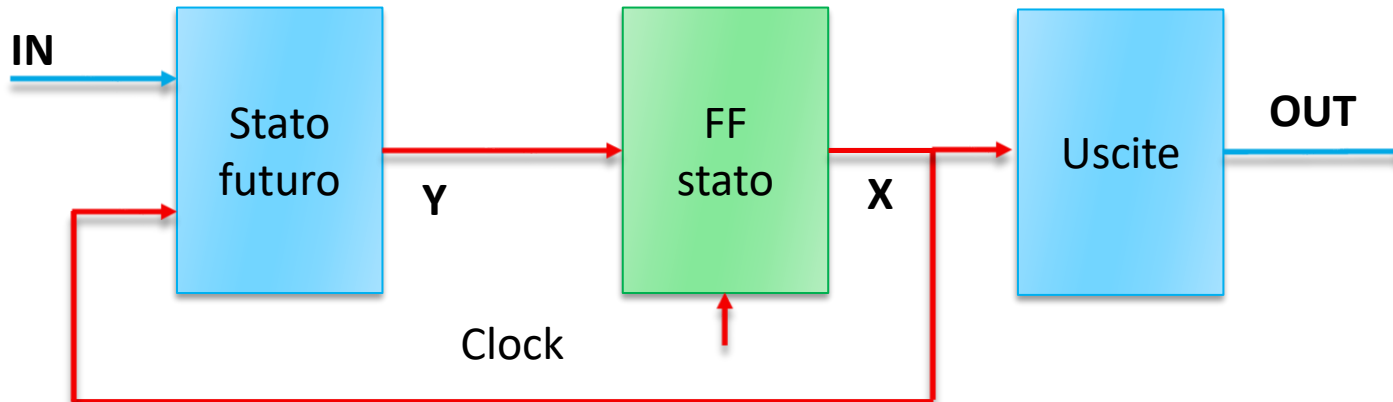 IN
Stato
futuro
Y
FF
stato
X
Uscite
OUT
Clock